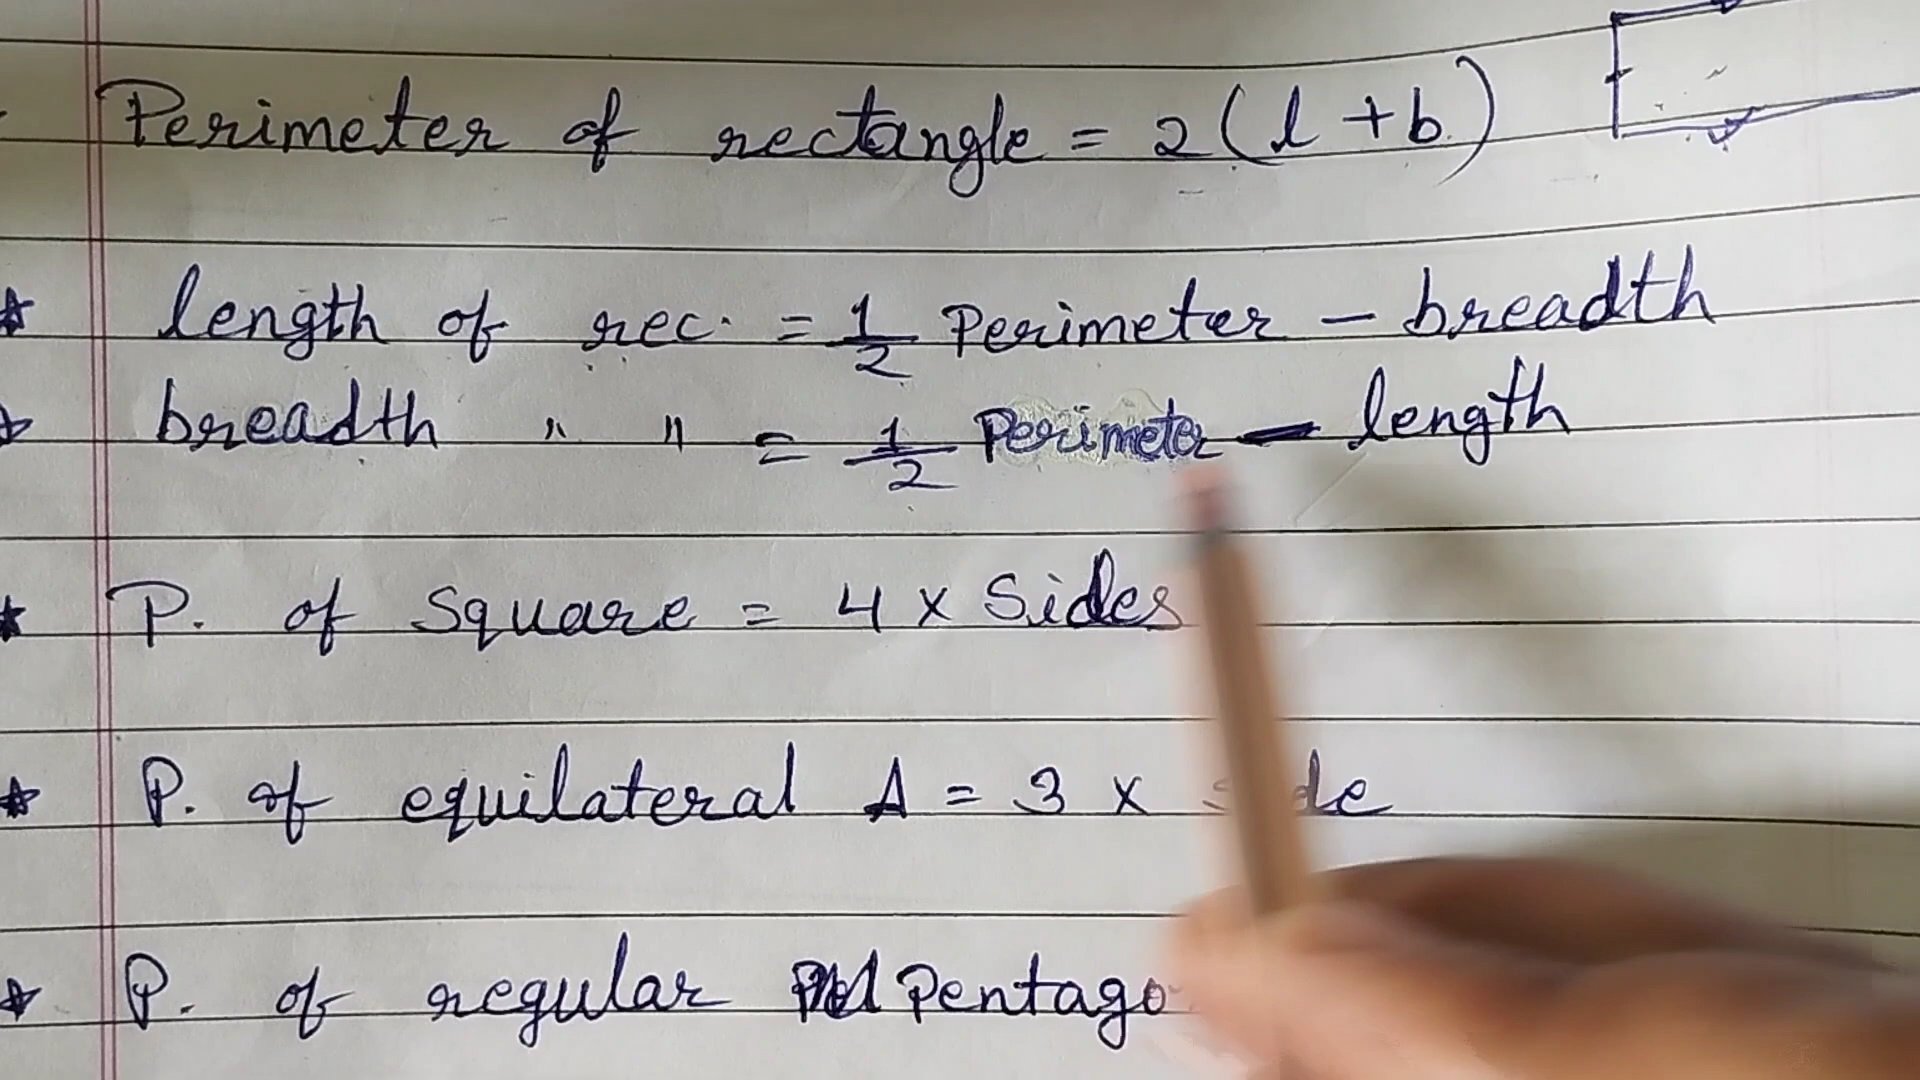 Perimeter of rectangle = 2(l+b)
★ length of rec. = 1/2 Perimeter - breadth
★ breadth " " = 1/2 Perimeter - length
★ P. of Square = 4 x Sides
★ P. of equilateral Δ = 3 x side
★ P. of regular Pentago